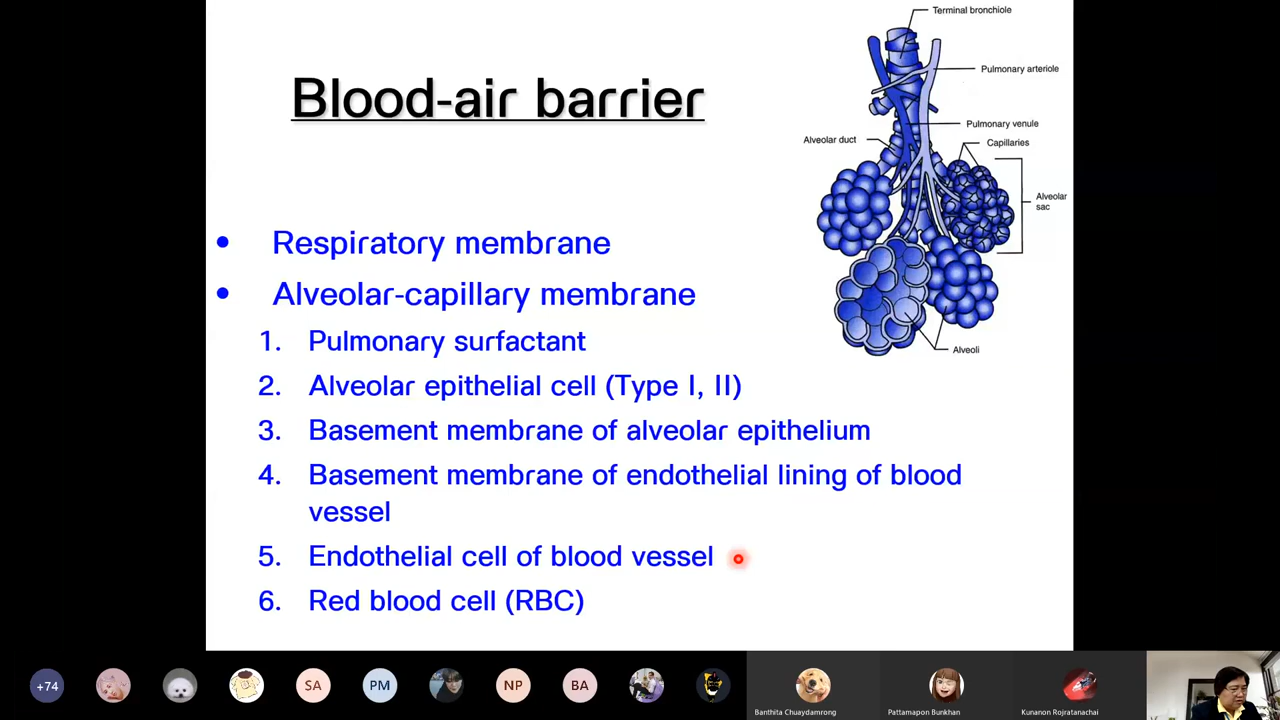 Terminal bronchiole
Blood-air barrier
Pulmonary arteriole
Pulmonary venule
Alveolar duct
Capillaries
Alveolar
sac
• Respiratory membrane
• Alveolar-capillary membrane
1. Pulmonary surfactant
Alveoli
2. Alveolar epithelial cell (Type I, II)
3. Basement membrane of alveolar epithelium
4. Basement membrane of endothelial lining of blood
vessel
5. Endothelial cell of blood vessel
6. Red blood cell (RBC)
+74
SA
PM
NP
BA
Banthita Chuaydamrong
Pattamapon Bunkhan
Kunanon Rojratanachai